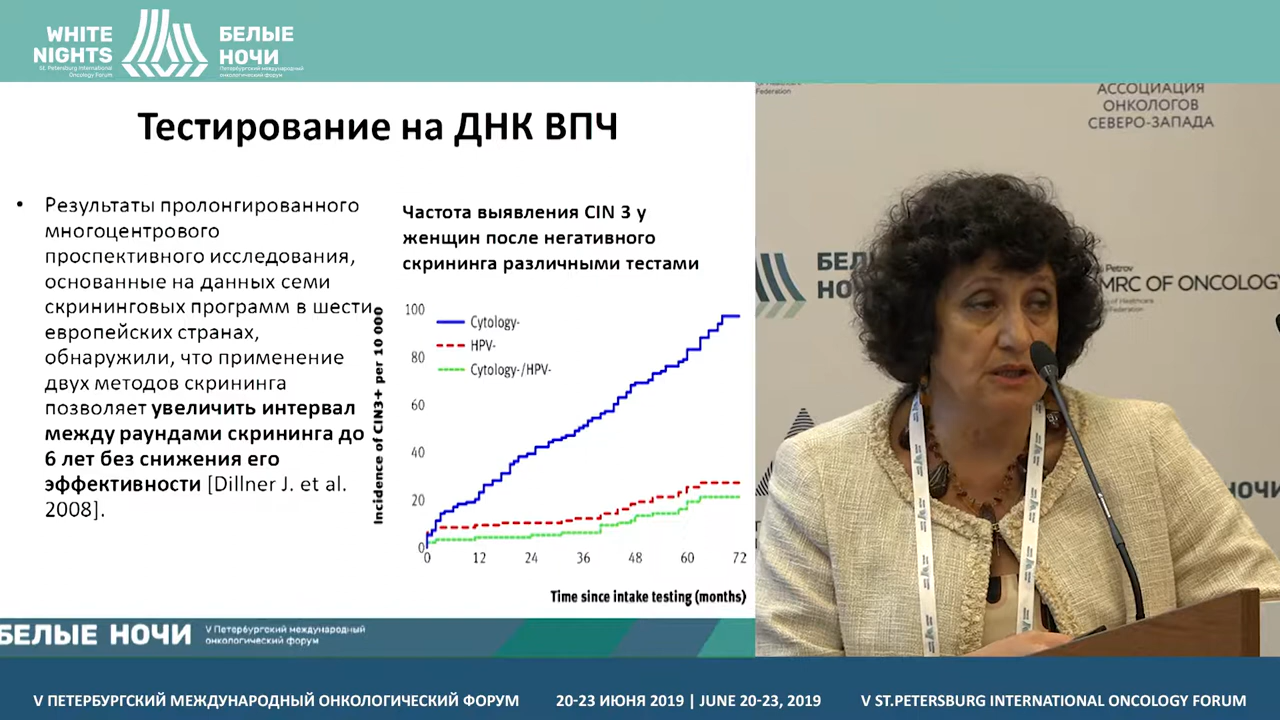 WHITE
NIGHTS
St. Petersburg International
Oncology Forum
БЕЛЫЕ
НОЧИ
Петербургский международный
онкологический форум
Тестирование на ДНК ВПЧ
• Результаты пролонгированного
многоцентрового
проспективного исследования,
основанные на данных семи
скрининговых программ в шести
европейских странах,
обнаружили, что применение
двух методов скрининга
позволяет увеличить интервал
между раундами скрининга до
6 лет без снижения его
эффективности [Dillner J. et al.
2008].
Частота выявления CIN 3 у
женщин после негативного
скрининга различными тестами
Incidence of CIN3+ per 10 000
100
80
60
40
20
0
Cytology-
HPV-
Cytology-/HPV-
0 12 24 36 48 60 72
Time since intake testing (months)
БЕЛЫЕ НОЧИ
V Петербургский международный
онкологический форум
of Healthcare
Federation
АССОЦИАЦИЯ
ОНКОЛОГОВ
СЕВЕРО-ЗАПАДА
Petrov
MRC OF ONCOLOGY
of Healthcare
Federation
V ПЕТЕРБУРГСКИЙ МЕЖДУНАРОДНЫЙ ОНКОЛОГИЧЕСКИЙ ФОРУМ
20-23 ИЮНЯ 2019 | JUNE 20-23, 2019
V ST.PETERSBURG INTERNATIONAL ONCOLOGY FORUM